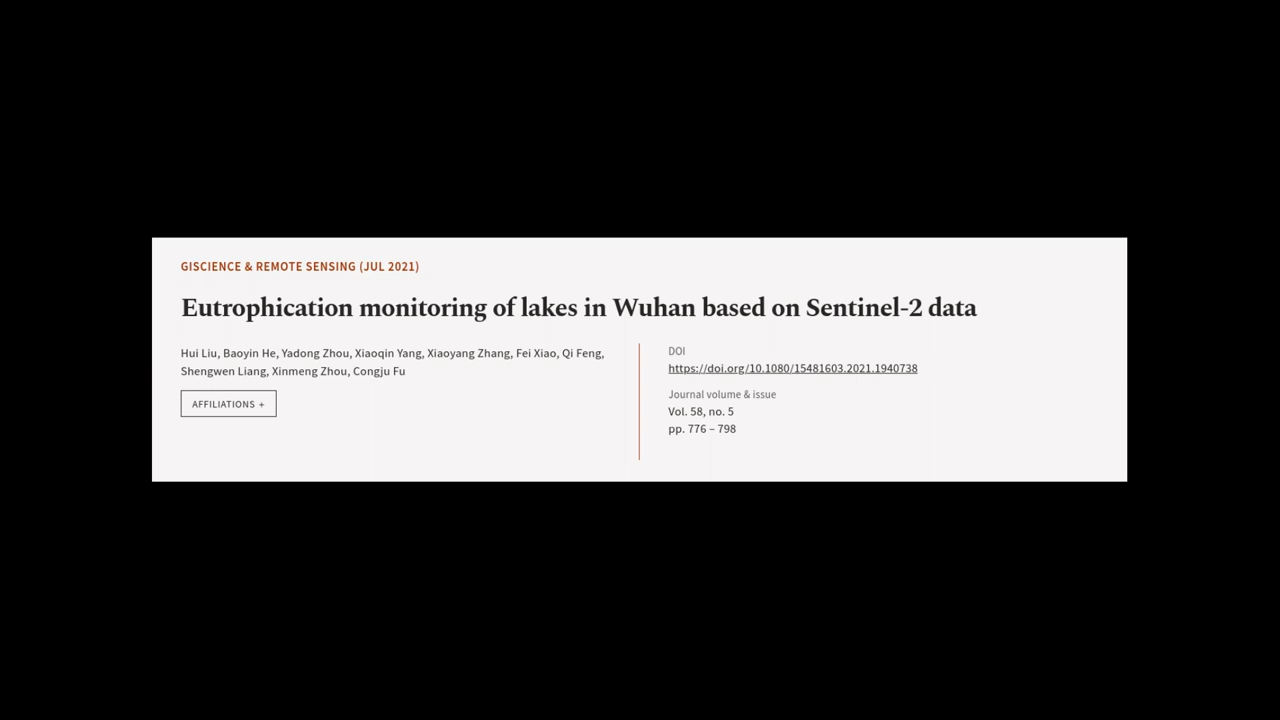 GISCIENCE & REMOTE SENSING (JUL 2021)
Eutrophication monitoring of lakes in Wuhan based on Sentinel-2 data
Hui Liu, Baoyin He, Yadong Zhou, Xiaoqin Yang, Xiaoyang Zhang, Fei Xiao, Qi Feng,
Shengwen Liang, Xinmeng Zhou, Congju Fu
AFFILIATIONS +
DOI
https://doi.org/10.1080/15481603.2021.1940738
Journal volume & issue
Vol. 58, no. 5
pp. 776 – 798